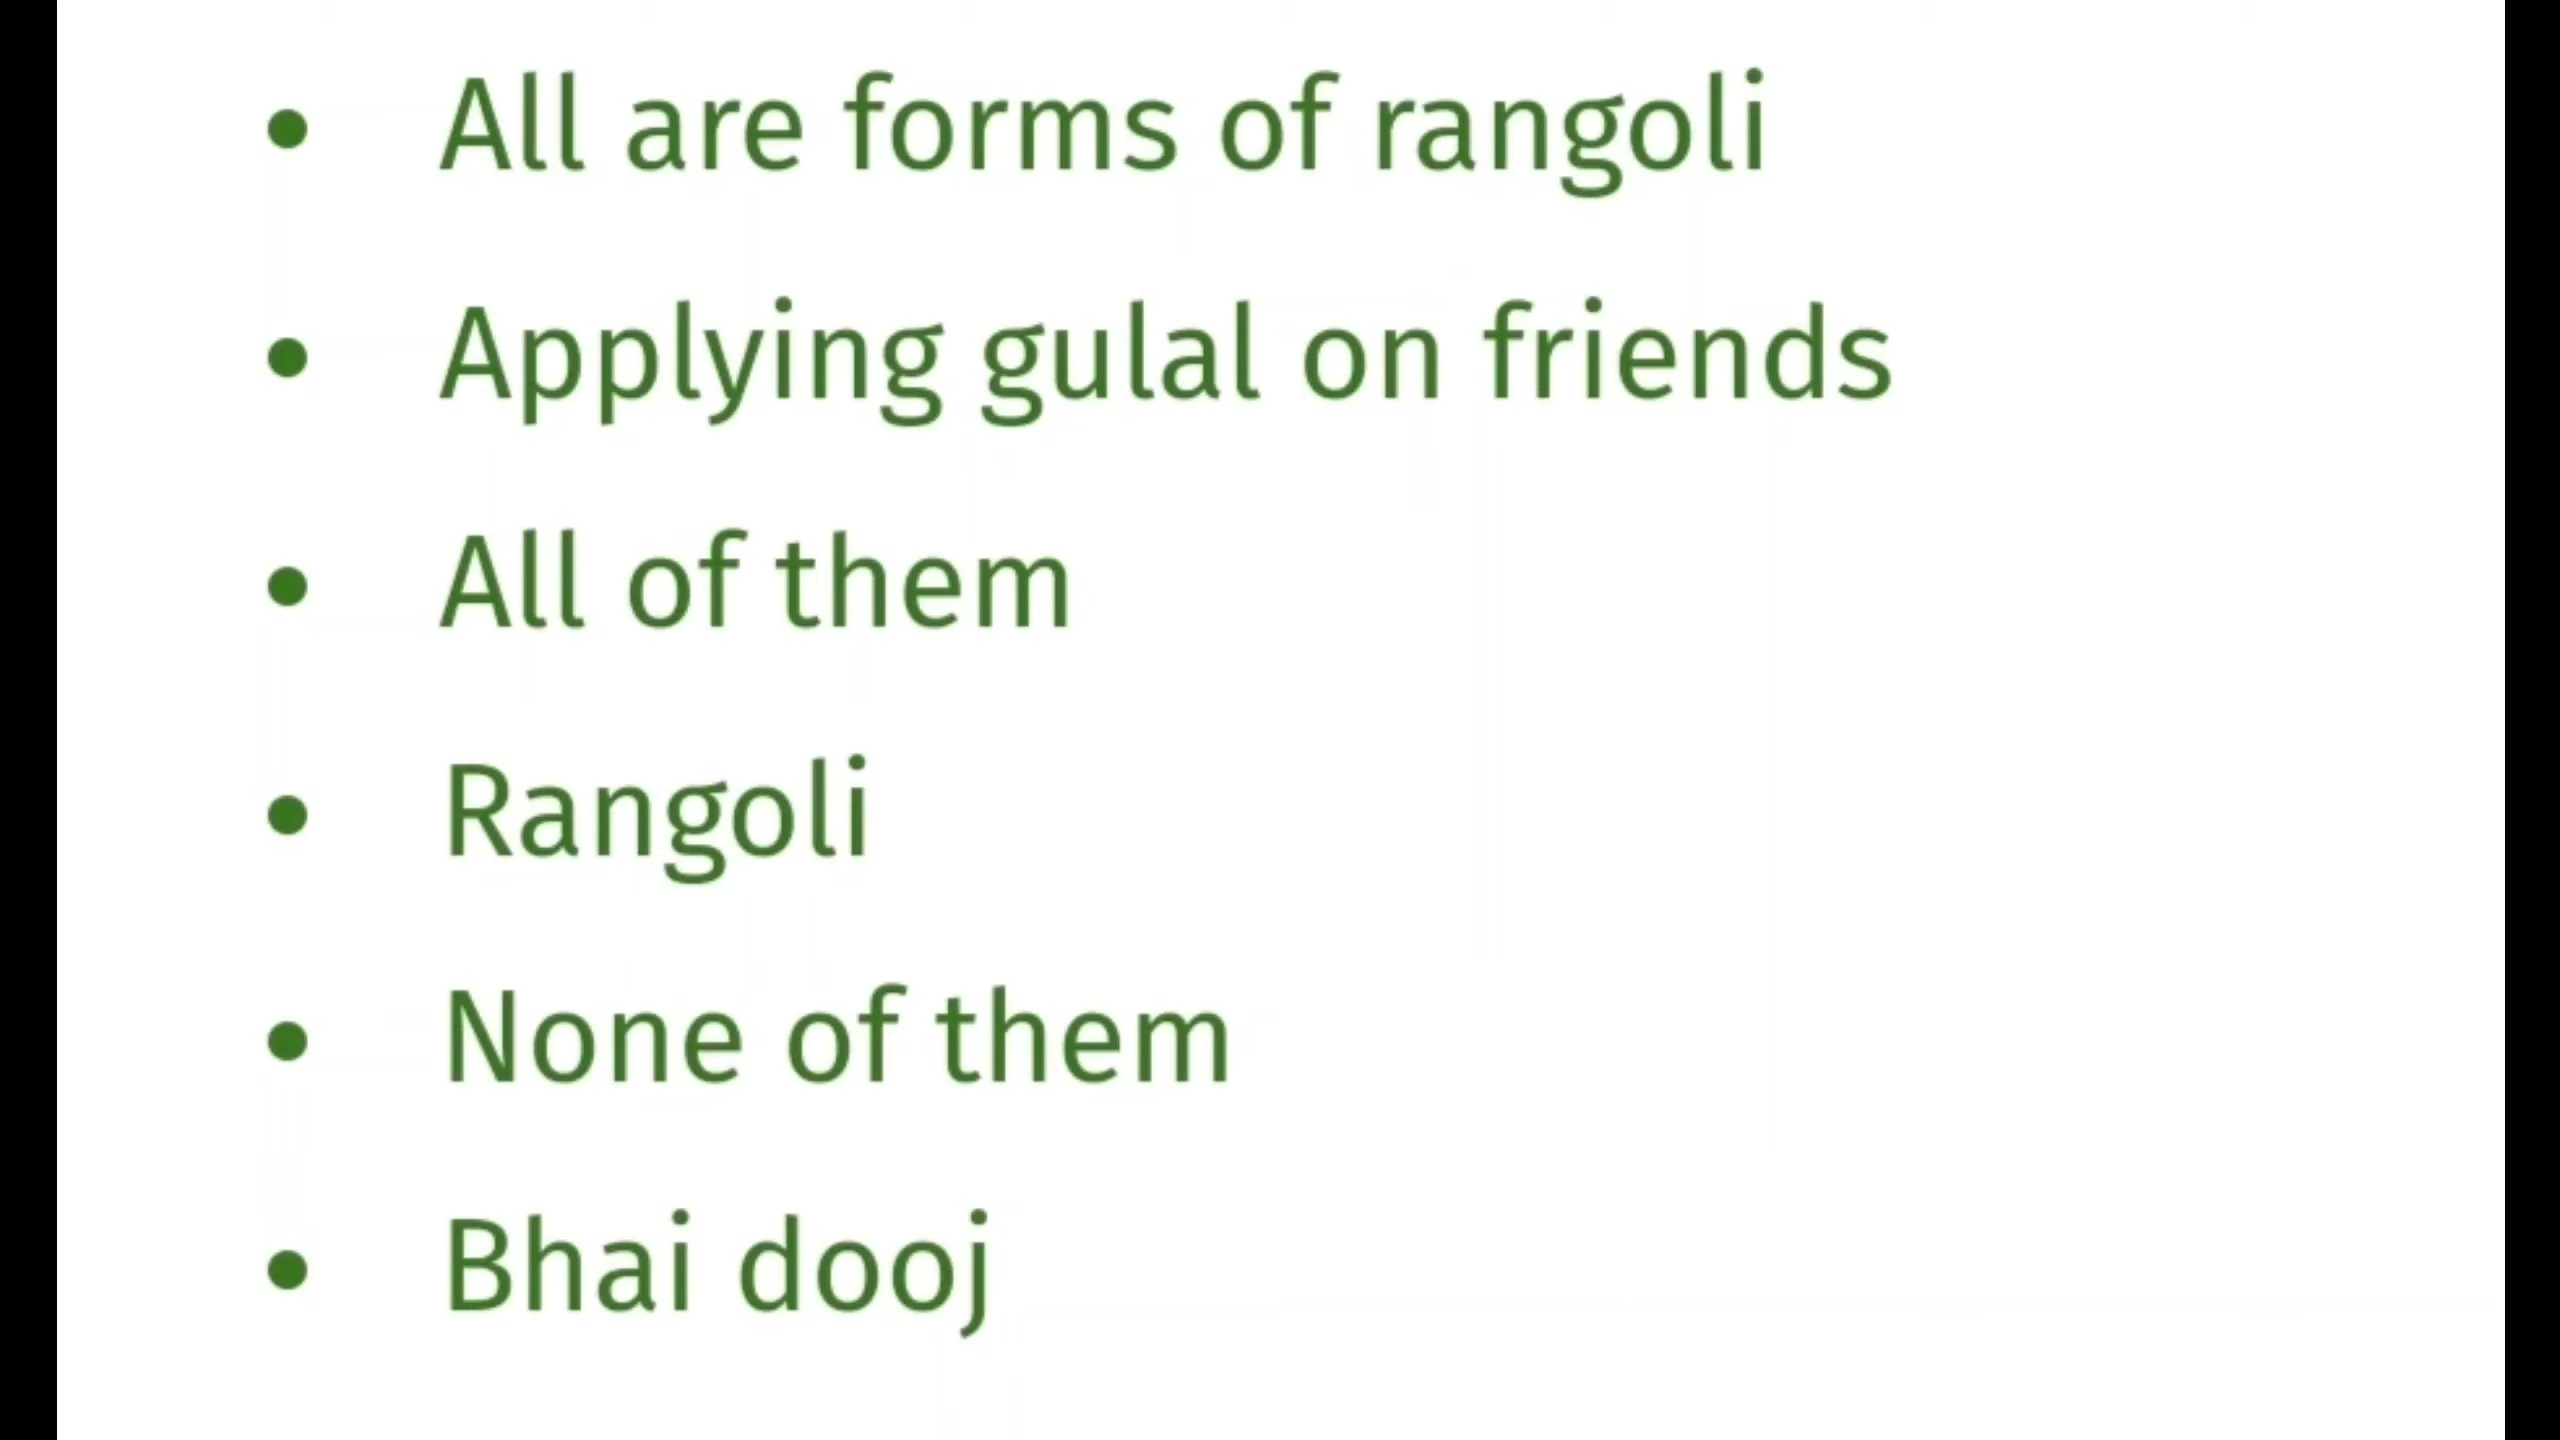 • All are forms of rangoli
• Applying gulal on friends
• All of them
• Rangoli
• None of them
• Bhai dooj